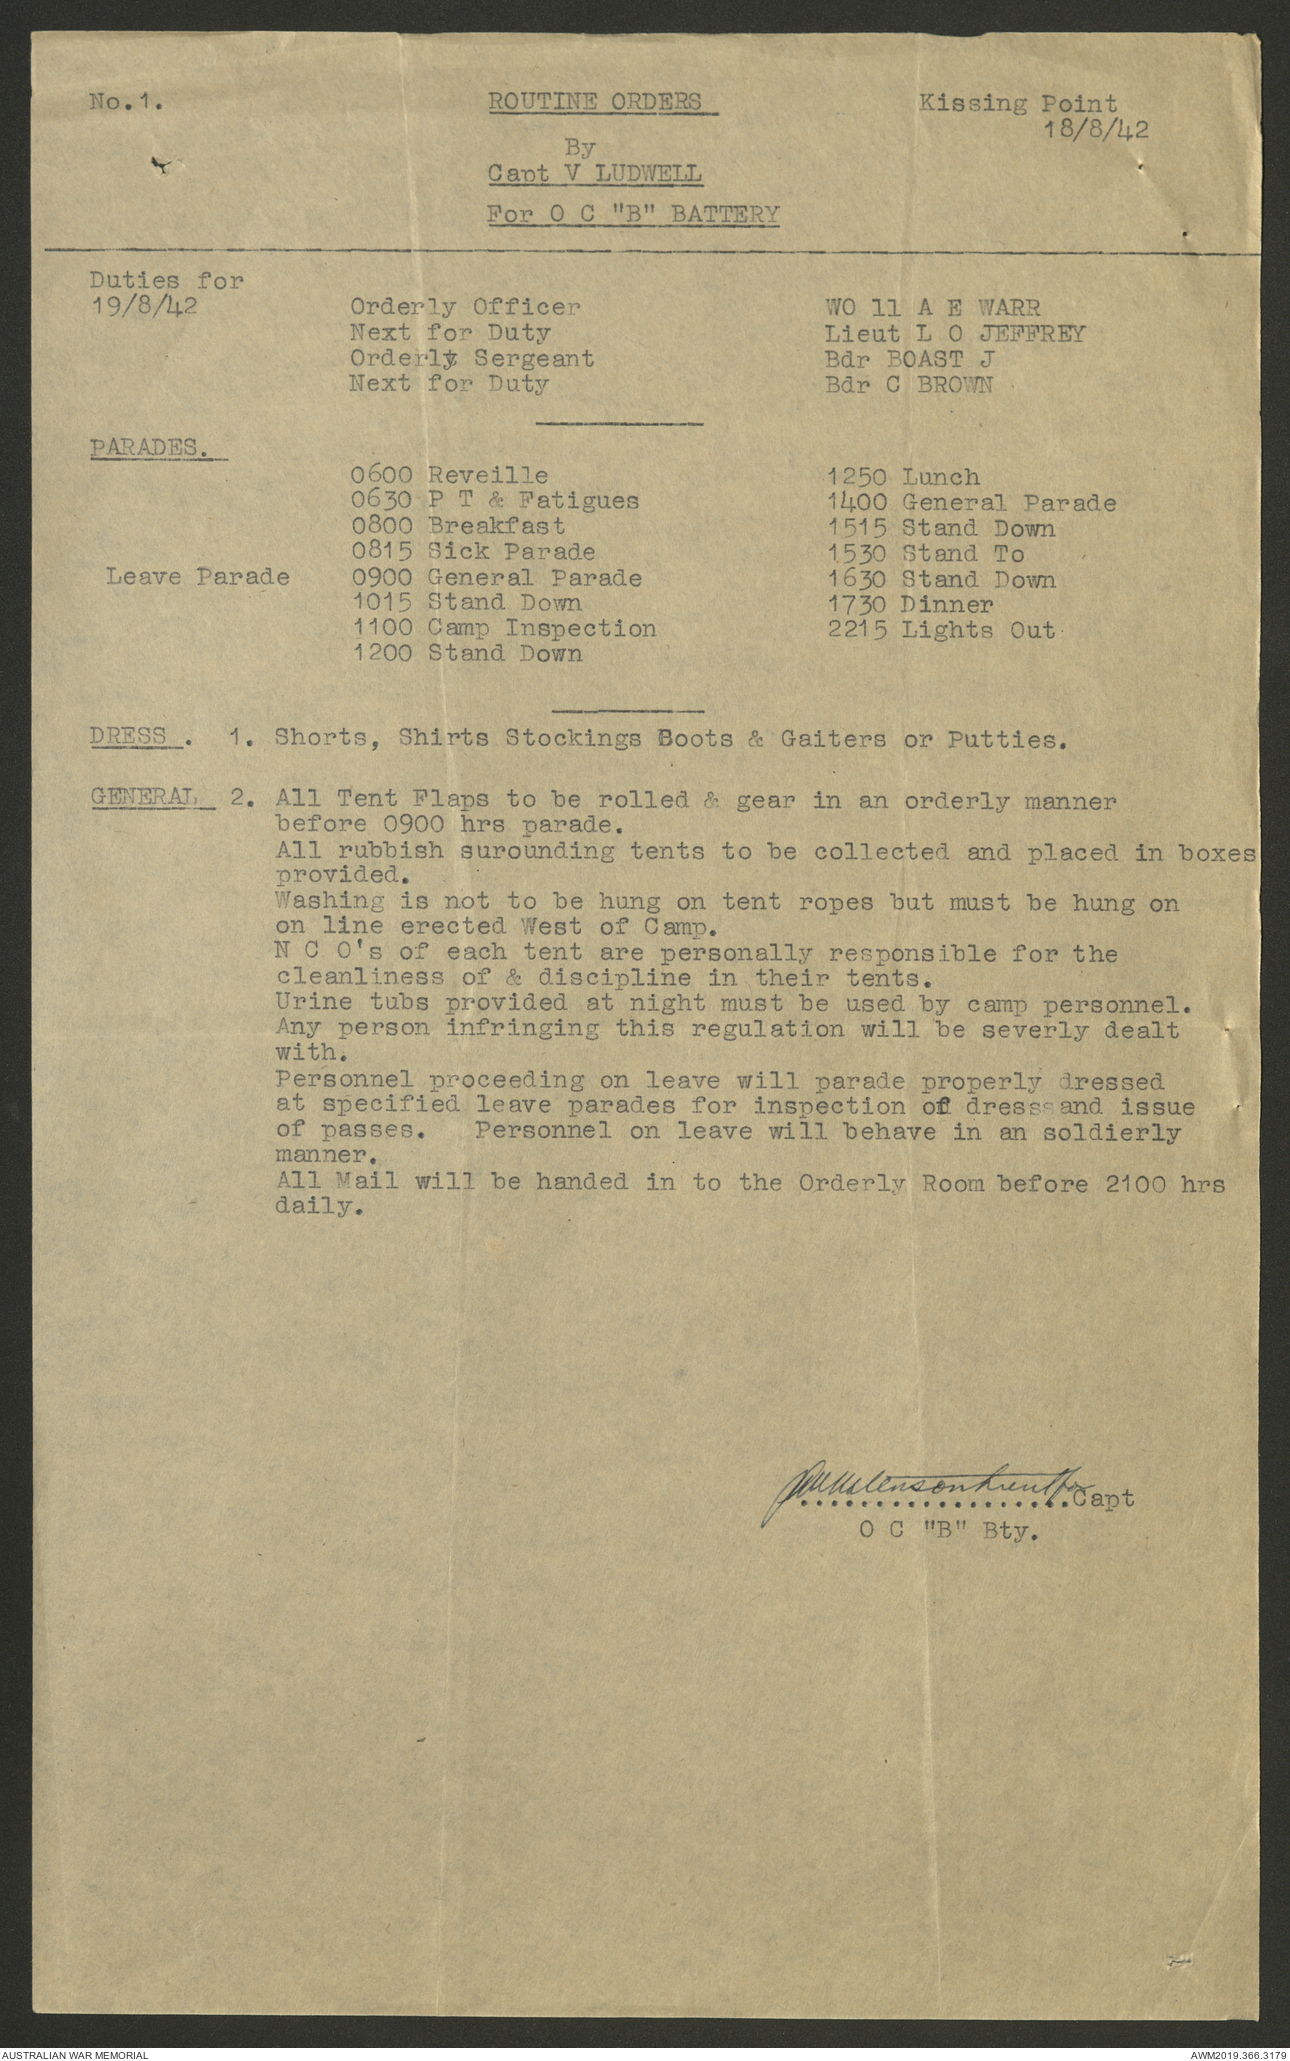 No.1.
ROUTINE ORDERS
Kissing Point
18/8/42
By
Capt V LUDWELL
For O C "B" BATTERY
Duties for
19/8/42 Orderly Officer WO 11 A E WARR
Next for Duty Lieut L O JEFFREY
Orderly Sergeant Bdr BOAST J
Next for Duty Bdr C BROWN
PARADES.
0600 Reveille 1250 Lunch
0630 P T & Fatigues 1400 General Parade
0800 Breakfast 1515 Stand Down
0815 Sick Parade 1530 Stand To
Leave Parade 0900 General Parade 1630 Stand Down
1015 Stand Down 1730 Dinner
1100 Camp Inspection 2215 Lights Out
1200 Stand Down
DRESS . 1. Shorts, Shirts Stockings Boots & Gaiters or Putties.
GENERAL 2. All Tent Flaps to be rolled & gear in an orderly manner
before 0900 hrs parade.
All rubbish surounding tents to be collected and placed in boxes
provided.
Washing is not to be hung on tent ropes but must be hung on
on line erected West of Camp.
N C O's of each tent are personally responsible for the
cleanliness of & discipline in their tents.
Urine tubs provided at night must be used by camp personnel.
Any person infringing this regulation will be severly dealt
with.
Personnel proceeding on leave will parade properly dressed
at specified leave parades for inspection of dress and issue
of passes. Personnel on leave will behave in an soldierly
manner.
All Mail will be handed in to the Orderly Room before 2100 hrs
daily.
Lieut for
..................Capt
O C "B" Bty.
AUSTRALIAN WAR MEMORIAL
AWM2019.366.3179